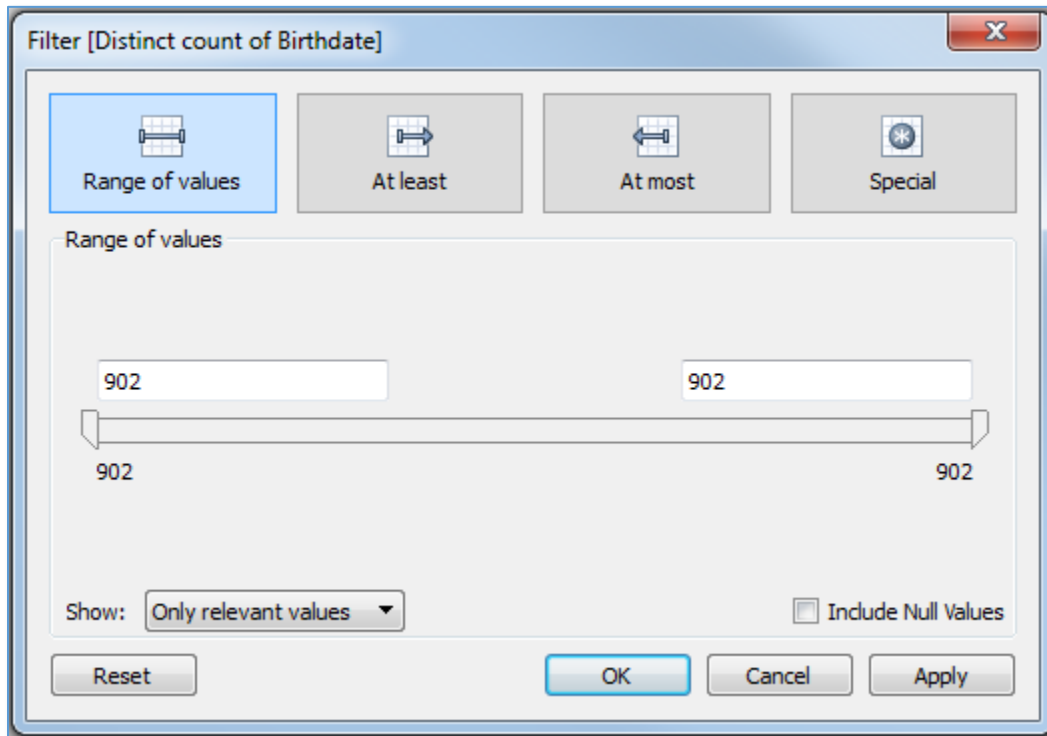 Filter [Distinct count of Birthdate]
Range of values At least At most Special
Range of values
902 902
902 902
Show: Only relevant values Include Null Values
Reset OK Cancel Apply